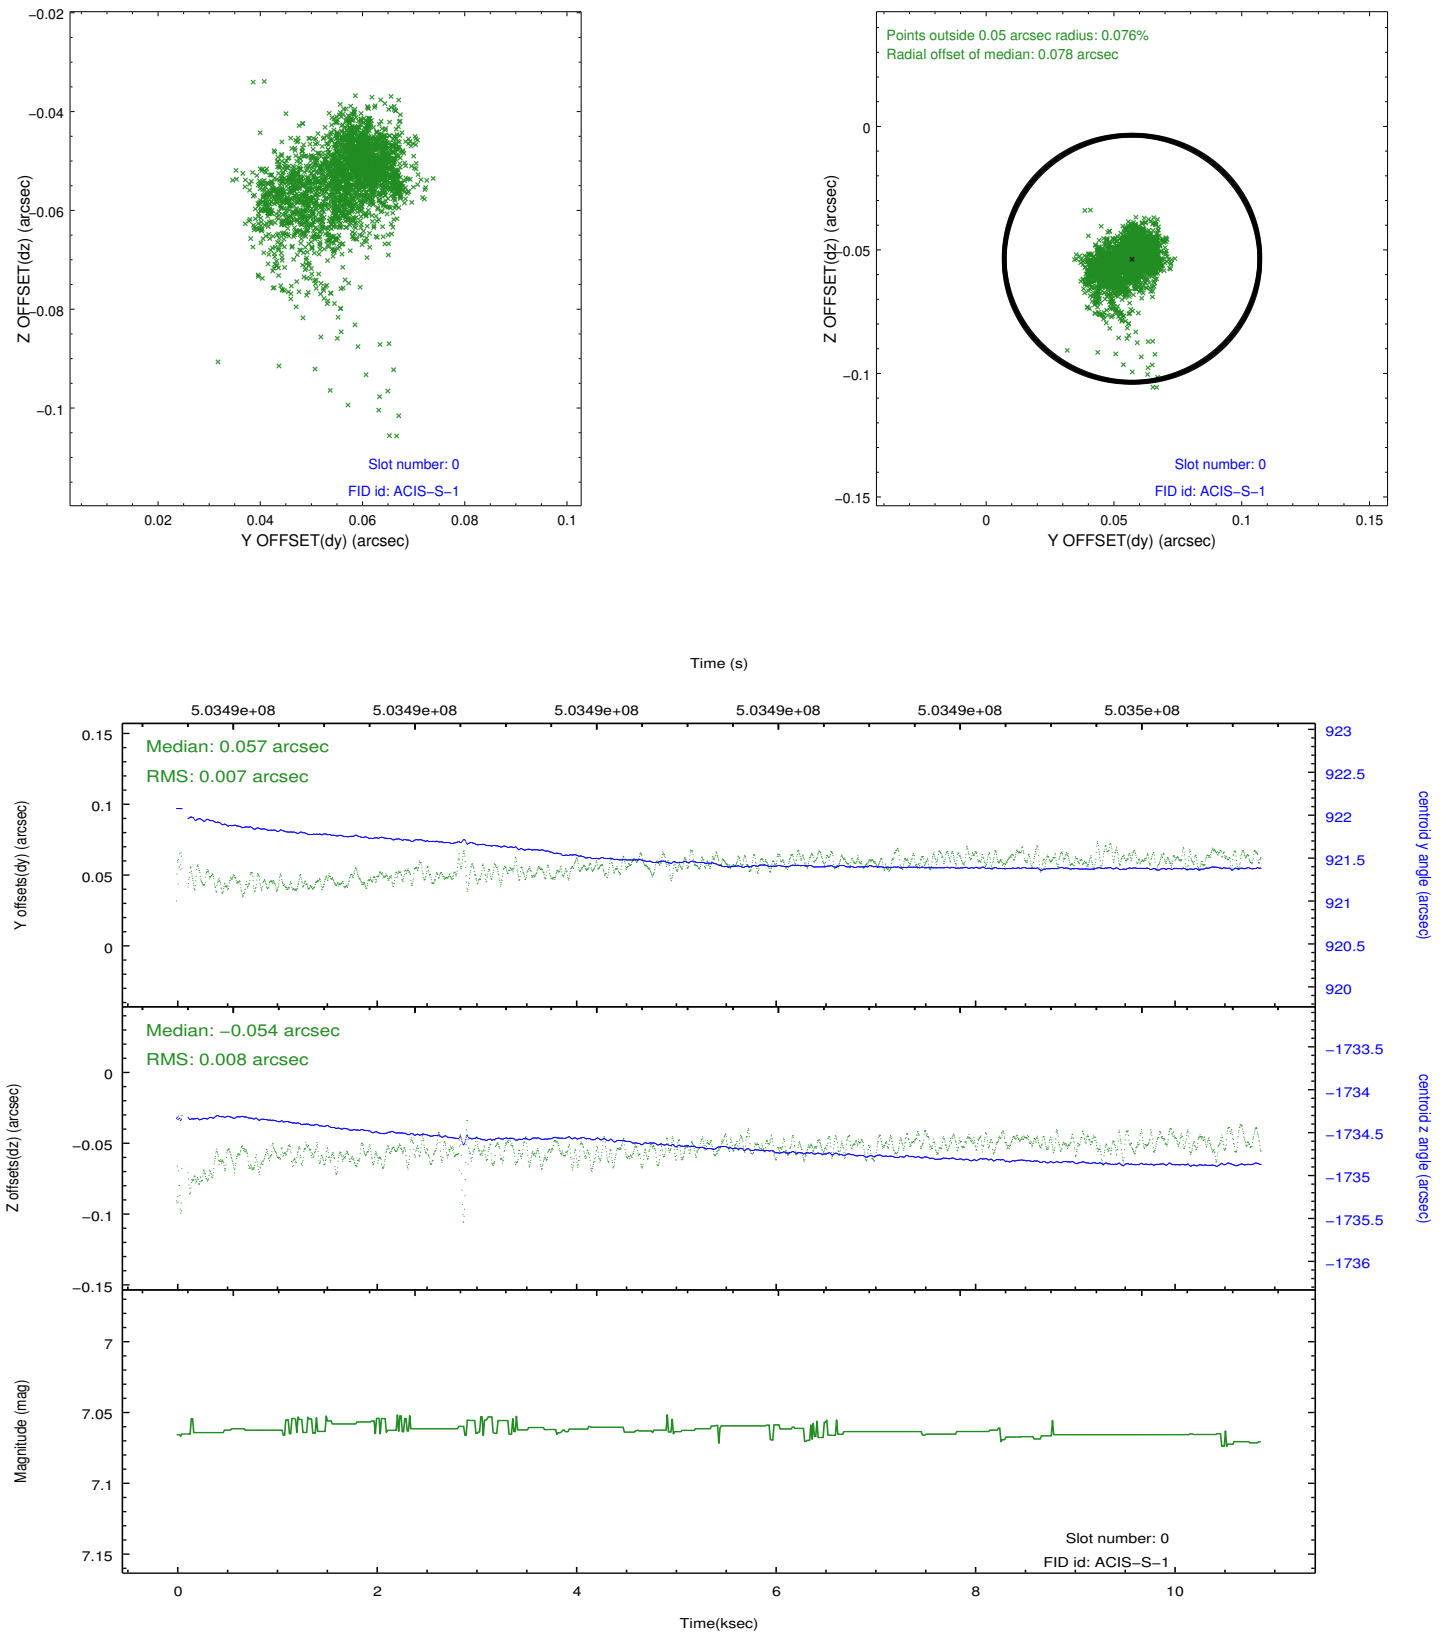 −0.02
−0.04
−0.06
−0.08
−0.1
Z OFFSET(dz) (arcsec)
Slot number: 0
FID id: ACIS−S−1
0.02 0.04 0.06 0.08 0.1
Y OFFSET(dy) (arcsec)
Points outside 0.05 arcsec radius: 0.076%
Radial offset of median: 0.078 arcsec
0
−0.05
−0.1
−0.15
Z OFFSET(dz) (arcsec)
Slot number: 0
FID id: ACIS−S−1
0 0.05 0.1 0.15
Y OFFSET(dy) (arcsec)
Time (s)
5.0349e+08 5.0349e+08 5.0349e+08 5.0349e+08 5.0349e+08 5.035e+08
Median: 0.057 arcsec
RMS: 0.007 arcsec
0.15
0.1
0.05
0
Y offsets(dy) (arcsec)
923
922.5
922
921.5
921
920.5
920
centroid y angle (arcsec)
Median: −0.054 arcsec
RMS: 0.008 arcsec
0
−0.05
−0.1
−0.15
Z offsets(dz) (arcsec)
−1733.5
−1734
−1734.5
−1735
−1735.5
−1736
centroid z angle (arcsec)
7
7.05
7.1
7.15
Magnitude (mag)
Slot number: 0
FID id: ACIS−S−1
0 2 4 6 8 10
Time(ksec)